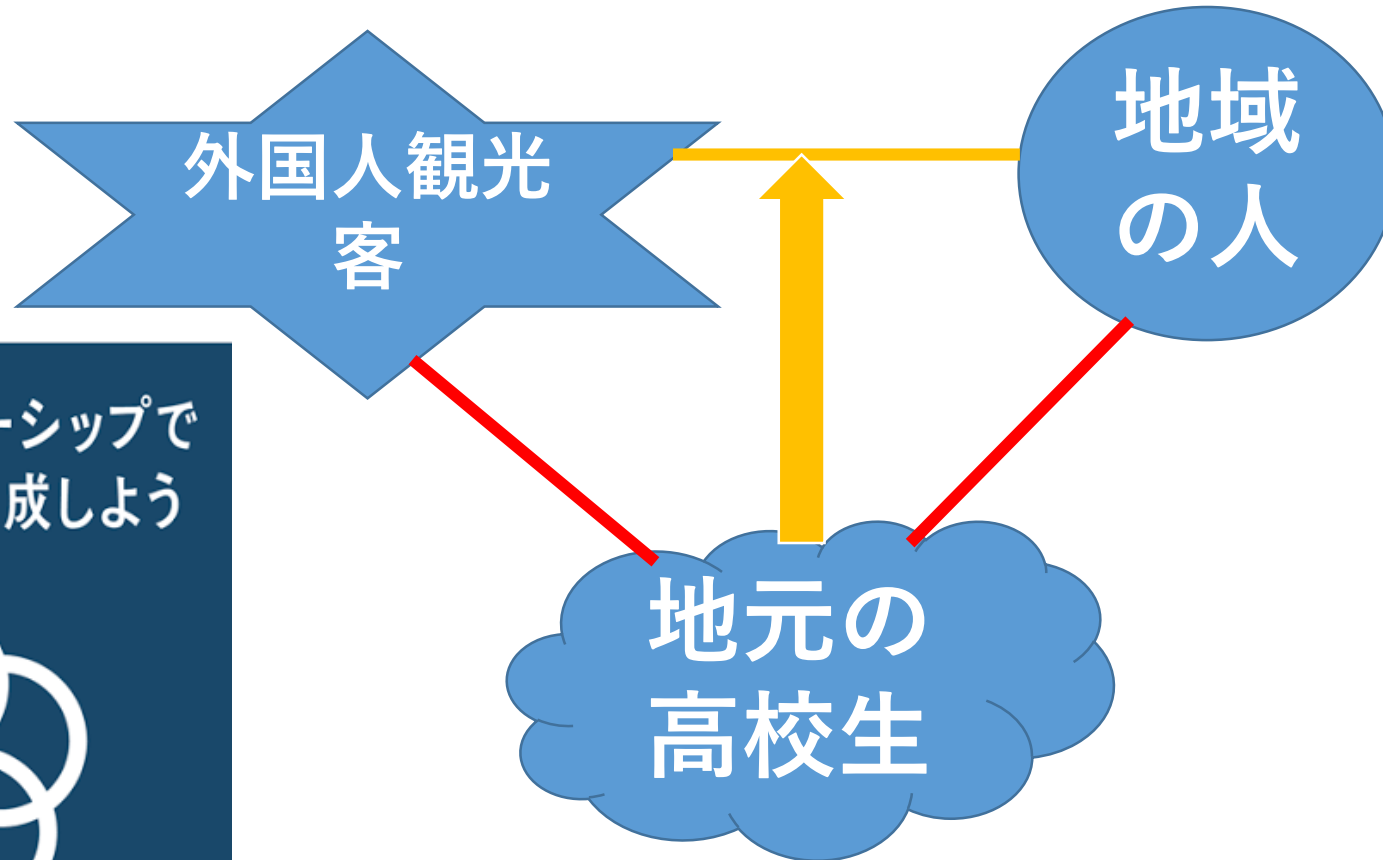 外国人観光
客
地域
の人
ーシップで
成しよう
地元の
高校生